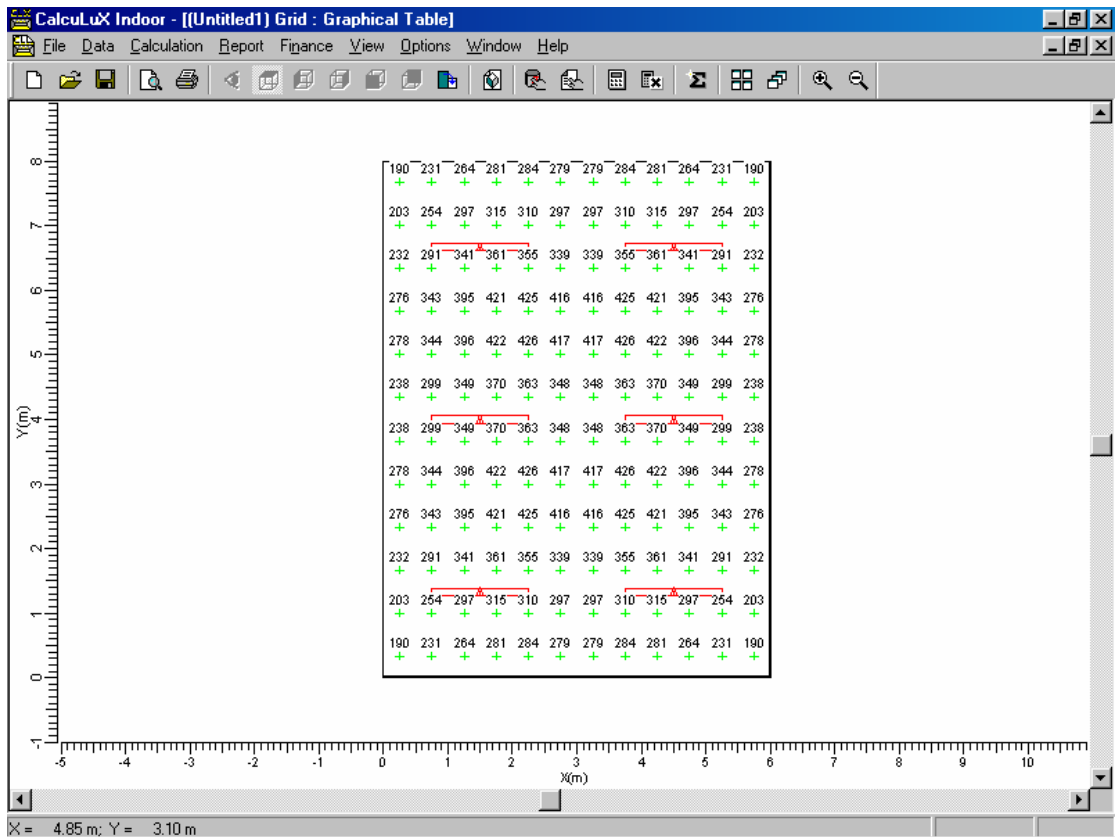 CalcuLuX Indoor - [(Untitled1) Grid : Graphical Table]
File Data Calculation Report Finance View Options Window Help
190 231 264 281 284 279 279 284 281 264 231 190
203 254 297 315 310 297 297 310 315 297 254 203
232 291 341 361 355 339 339 355 361 341 291 232
276 343 395 421 425 416 416 425 421 395 343 276
278 344 396 422 426 417 417 426 422 396 344 278
238 299 349 370 363 348 348 363 370 349 299 238
238 299 349 370 363 348 348 363 370 349 299 238
278 344 396 422 426 417 417 426 422 396 344 278
276 343 395 421 425 416 416 425 421 395 343 276
232 291 341 361 355 339 339 355 361 341 291 232
203 254 297 315 310 297 297 310 315 297 254 203
190 231 264 281 284 279 279 284 281 264 231 190
8
7
6
5
4
3
2
1
0
-1
Y(m)
-5 -4 -3 -2 -1 0 1 2 3 4 5 6 7 8 9 10
X(m)
X = 4.85 m; Y = 3.10 m